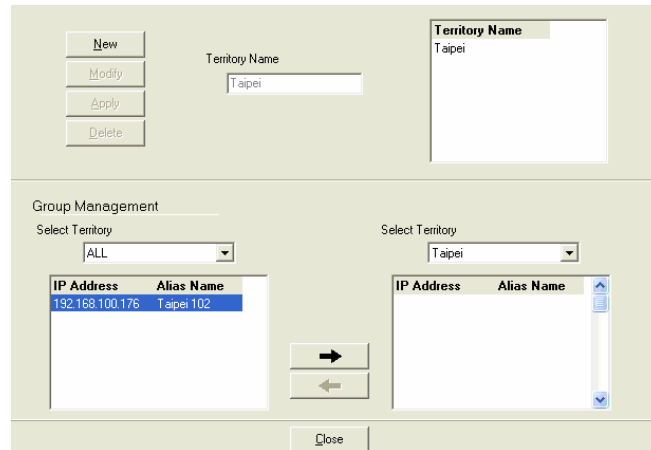 New
Modify
Apply
Delete
Territory Name
Taipei
Territory Name
Taipei
Group Management
Select Territory
ALL
IP Address Alias Name
192.168.100.176 Taipei 102
Select Territory
Taipei
IP Address Alias Name
Close